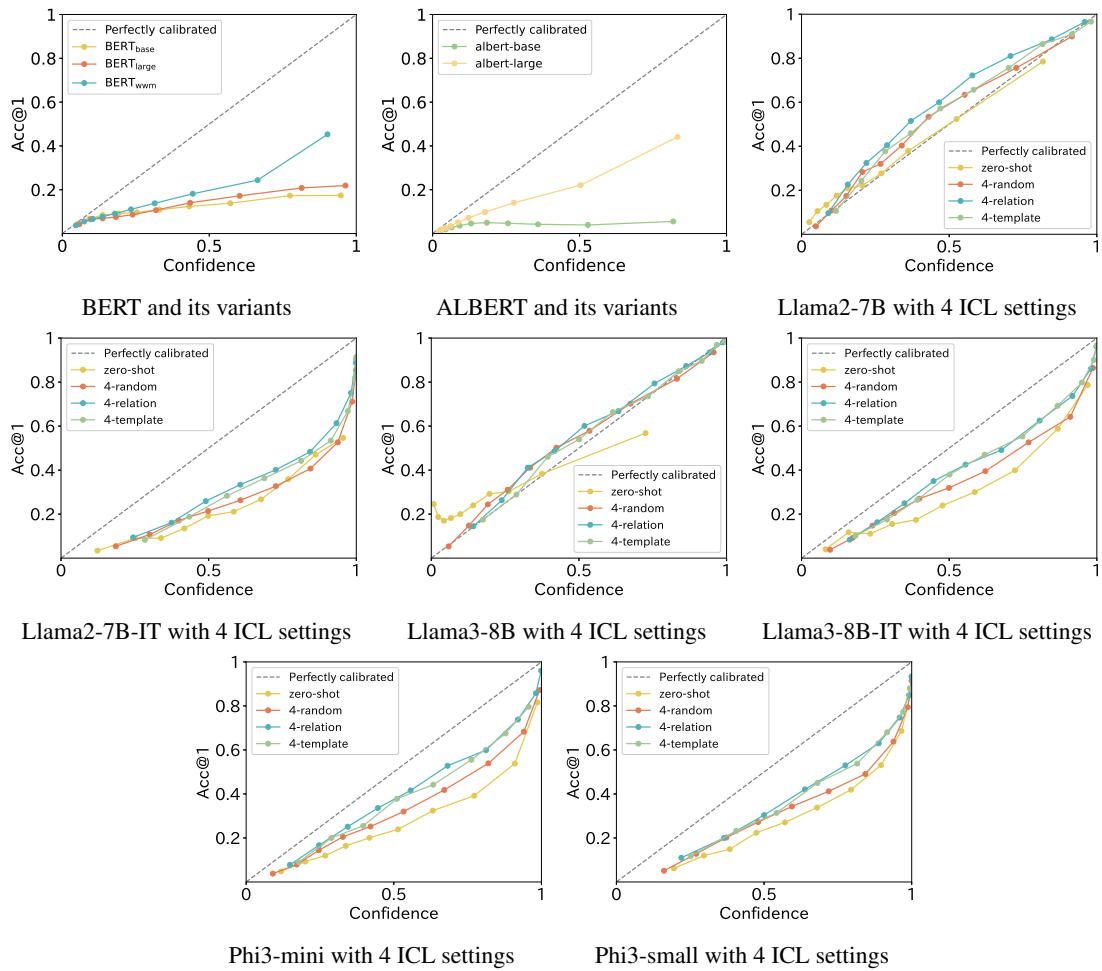 1
0.8
0.6
0.4
0.2
0
0.5
1
Acc@1
Confidence
Perfectly calibrated
BERTbase
BERTlarge
BERTwwm
BERT and its variants
1
0.8
0.6
0.4
0.2
0
0.5
1
Acc@1
Confidence
Perfectly calibrated
albert-base
albert-large
ALBERT and its variants
1
0.8
0.6
0.4
0.2
0
0.5
1
Acc@1
Confidence
Perfectly calibrated
zero-shot
4-random
4-relation
4-template
Llama2-7B with 4 ICL settings
1
0.8
0.6
0.4
0.2
0
0.5
1
Acc@1
Confidence
Perfectly calibrated
zero-shot
4-random
4-relation
4-template
Llama2-7B-IT with 4 ICL settings
1
0.8
0.6
0.4
0.2
0
0.5
1
Acc@1
Confidence
Perfectly calibrated
zero-shot
4-random
4-relation
4-template
Llama3-8B with 4 ICL settings
1
0.8
0.6
0.4
0.2
0
0.5
1
Acc@1
Confidence
Perfectly calibrated
zero-shot
4-random
4-relation
4-template
Llama3-8B-IT with 4 ICL settings
1
0.8
0.6
0.4
0.2
0
0.5
1
Acc@1
Confidence
Perfectly calibrated
zero-shot
4-random
4-relation
4-template
Phi3-mini with 4 ICL settings
1
0.8
0.6
0.4
0.2
0
0.5
1
Acc@1
Confidence
Perfectly calibrated
zero-shot
4-random
4-relation
4-template
Phi3-small with 4 ICL settings